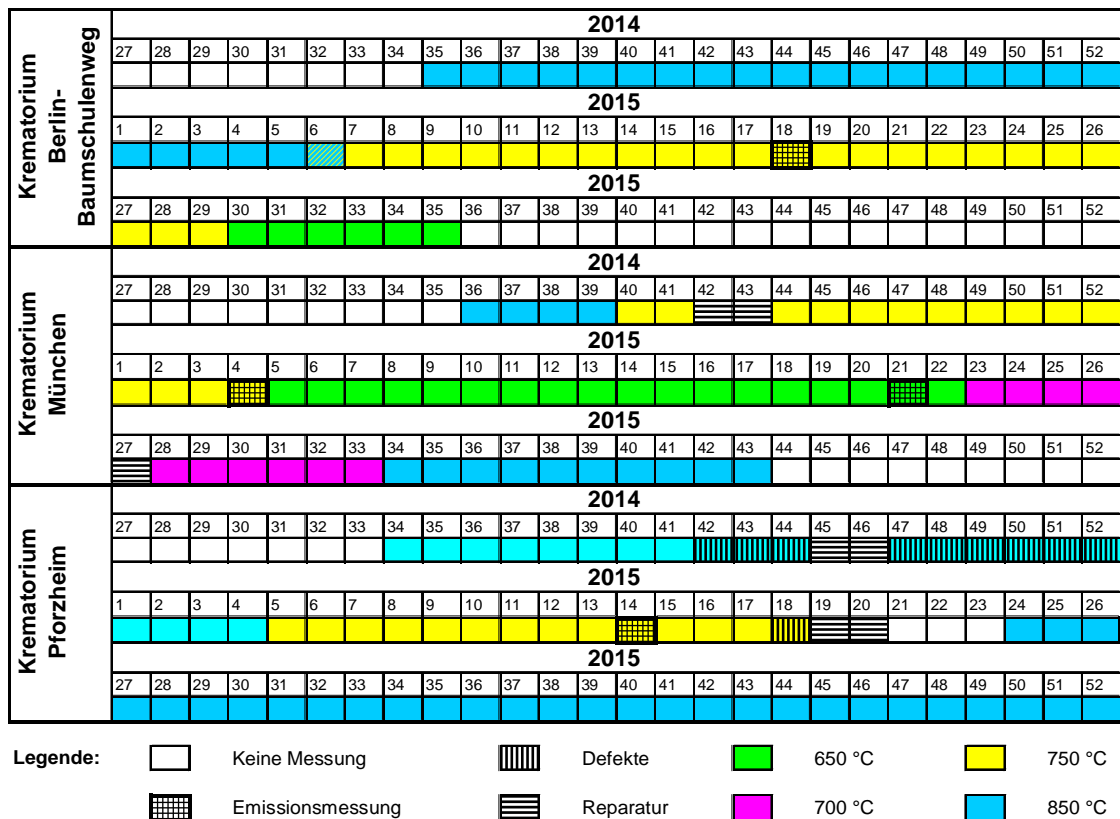 Krematorium
Berlin-
Baumschulenweg
2014
27 28 29 30 31 32 33 34 35 36 37 38 39 40 41 42 43 44 45 46 47 48 49 50 51 52
2015
1 2 3 4 5 6 7 8 9 10 11 12 13 14 15 16 17 18 19 20 21 22 23 24 25 26
2015
27 28 29 30 31 32 33 34 35 36 37 38 39 40 41 42 43 44 45 46 47 48 49 50 51 52
Krematorium
München
2014
27 28 29 30 31 32 33 34 35 36 37 38 39 40 41 42 43 44 45 46 47 48 49 50 51 52
2015
1 2 3 4 5 6 7 8 9 10 11 12 13 14 15 16 17 18 19 20 21 22 23 24 25 26
2015
27 28 29 30 31 32 33 34 35 36 37 38 39 40 41 42 43 44 45 46 47 48 49 50 51 52
Krematorium
Pforzheim
2014
27 28 29 30 31 32 33 34 35 36 37 38 39 40 41 42 43 44 45 46 47 48 49 50 51 52
2015
1 2 3 4 5 6 7 8 9 10 11 12 13 14 15 16 17 18 19 20 21 22 23 24 25 26
2015
27 28 29 30 31 32 33 34 35 36 37 38 39 40 41 42 43 44 45 46 47 48 49 50 51 52
Legende: Keine Messung Defekte 650 °C 750 °C
Emissionsmessung Reparatur 700 °C 850 °C